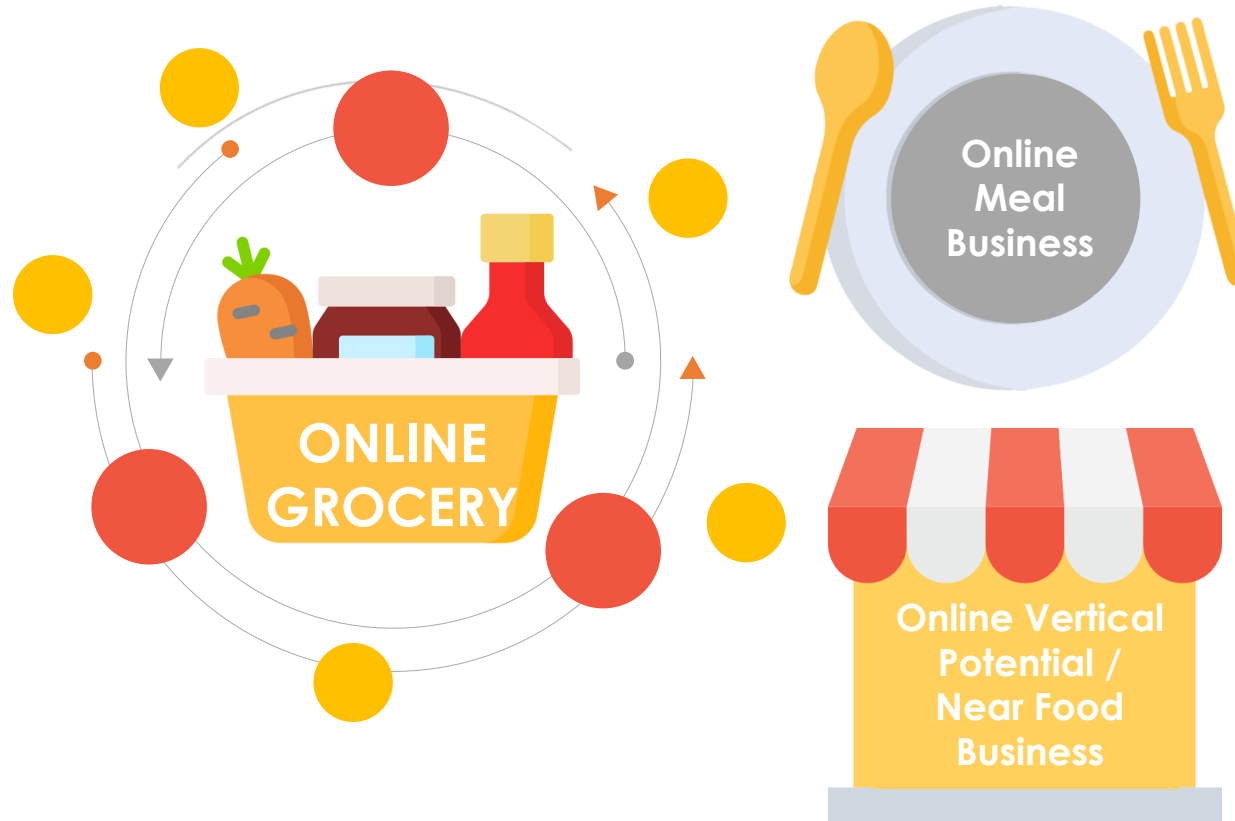 ONLINE
GROCERY
Online
Meal
Business
Online Vertical
Potential /
Near Food
Business